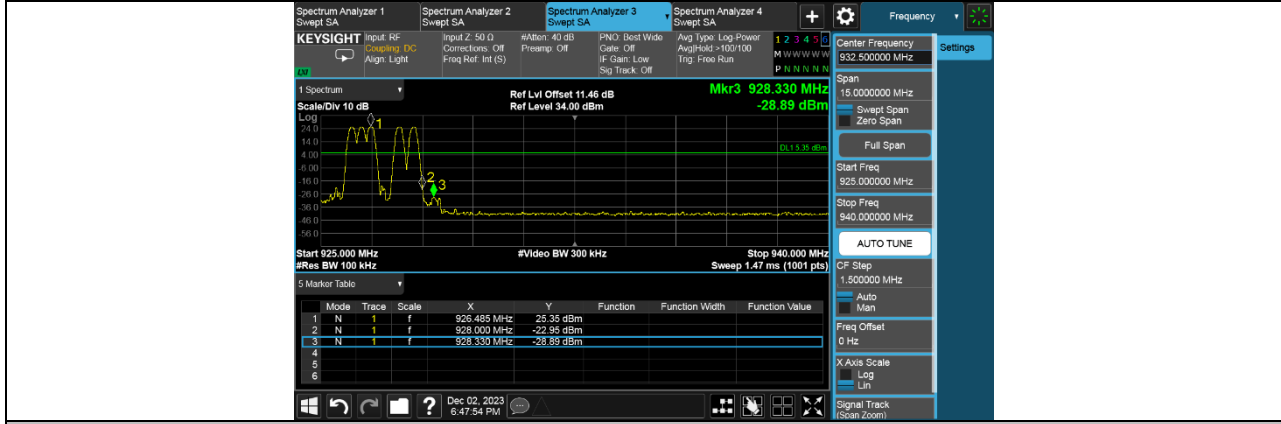 Spectrum Analyzer 1
Swept SA
Spectrum Analyzer 2
Swept SA
Spectrum Analyzer 3
Swept SA
Spectrum Analyzer 4
Swept SA
+
Frequency
KEYSIGHT
Input: RF
Coupling: DC
Align: Light
Input Z: 50 Ω
Corrections: Off
Freq Ref: Int (S)
#Atten: 40 dB
Preamp: Off
PNO: Best Wide
Gate: Off
IF Gain: Low
Sig Track: Off
Avg Type: Log-Power
Avg|Hold:>100/100
Trig: Free Run
1 2 3 4 5 6
M W W W W W
P N N N N N
LXI
1 Spectrum
Scale/Div 10 dB
Ref Lvl Offset 11.46 dB
Ref Level 34.00 dBm
Mkr3 928.330 MHz
-28.89 dBm
Log
24.0
14.0
4.00
-6.00
-16.0
-26.0
-36.0
-46.0
-56.0
1
2
3
DL1 5.35 dBm
Start 925.000 MHz
#Res BW 100 kHz
#Video BW 300 kHz
Stop 940.000 MHz
Sweep 1.47 ms (1001 pts)
5 Marker Table
Mode Trace Scale X Y Function Function Width Function Value
1 N 1 f 926.485 MHz 25.35 dBm
2 N 1 f 928.000 MHz -22.95 dBm
3 N 1 f 928.330 MHz -28.89 dBm
4
5
6
?
Dec 02, 2023
6:47:54 PM
Center Frequency
932.500000 MHz
Settings
Span
15.0000000 MHz
Swept Span
Zero Span
Full Span
Start Freq
925.000000 MHz
Stop Freq
940.000000 MHz
AUTO TUNE
CF Step
1.500000 MHz
Auto
Man
Freq Offset
0 Hz
X Axis Scale
Log
Lin
Signal Track
(Span Zoom)